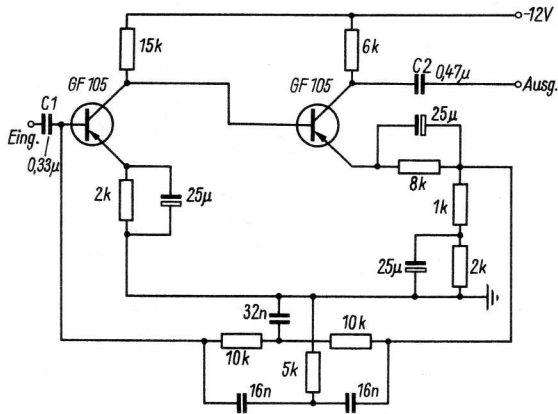 -12V
15k
6k
GF 105
GF 105
C2
0,47µ
Ausg.
C1
Eing.
0,33µ
25µ
8k
2k
25µ
1k
25µ
2k
32n
10k
10k
5k
16n
16n